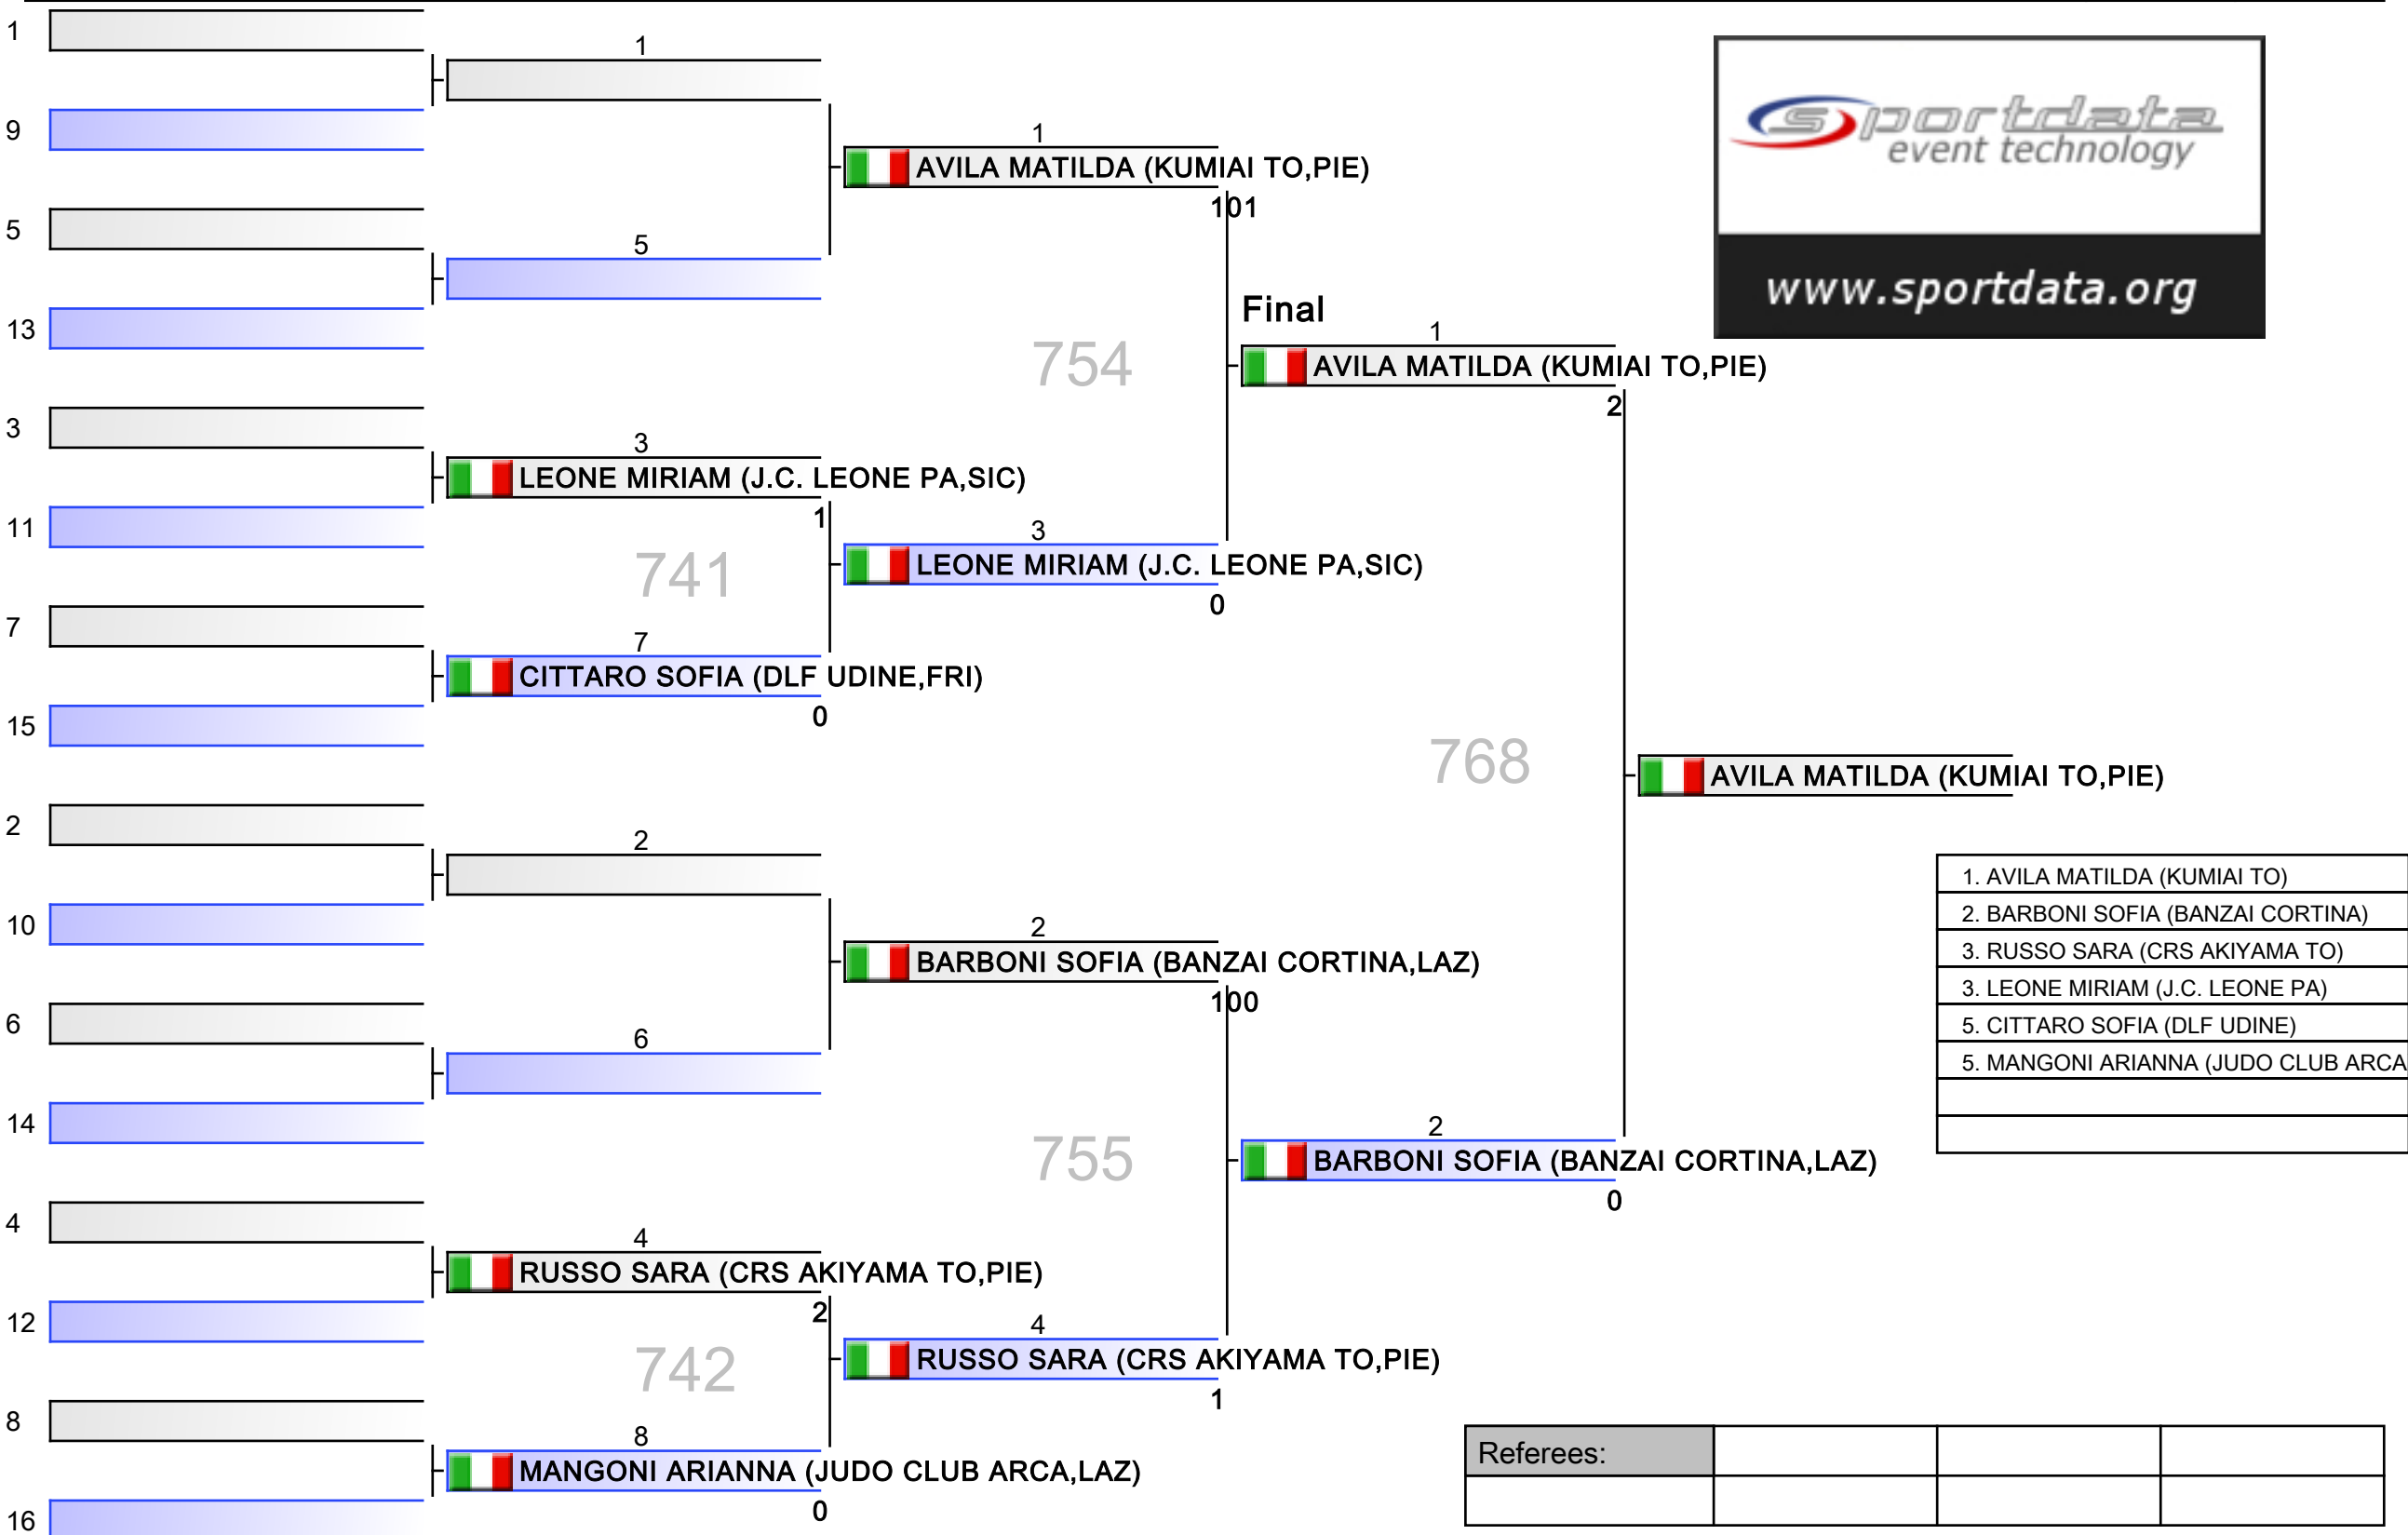 1
1
9
1
AVILA MATILDA (KUMIAI TO,PIE)
101
5
5
13
sportdata
event technology
www.sportdata.org
Final
1
AVILA MATILDA (KUMIAI TO,PIE)
2
754
3
3
LEONE MIRIAM (J.C. LEONE PA,SIC)
1
11
3
LEONE MIRIAM (J.C. LEONE PA,SIC)
0
741
7
7
CITTARO SOFIA (DLF UDINE,FRI)
0
15
768
AVILA MATILDA (KUMIAI TO,PIE)
2
2
10
2
BARBONI SOFIA (BANZAI CORTINA,LAZ)
100
6
6
14
755
2
BARBONI SOFIA (BANZAI CORTINA,LAZ)
0
1. AVILA MATILDA (KUMIAI TO)
2. BARBONI SOFIA (BANZAI CORTINA)
3. RUSSO SARA (CRS AKIYAMA TO)
3. LEONE MIRIAM (J.C. LEONE PA)
5. CITTARO SOFIA (DLF UDINE)
5. MANGONI ARIANNA (JUDO CLUB ARCA
4
4
RUSSO SARA (CRS AKIYAMA TO,PIE)
2
12
4
RUSSO SARA (CRS AKIYAMA TO,PIE)
1
742
8
8
MANGONI ARIANNA (JUDO CLUB ARCA,LAZ)
0
16
Referees: